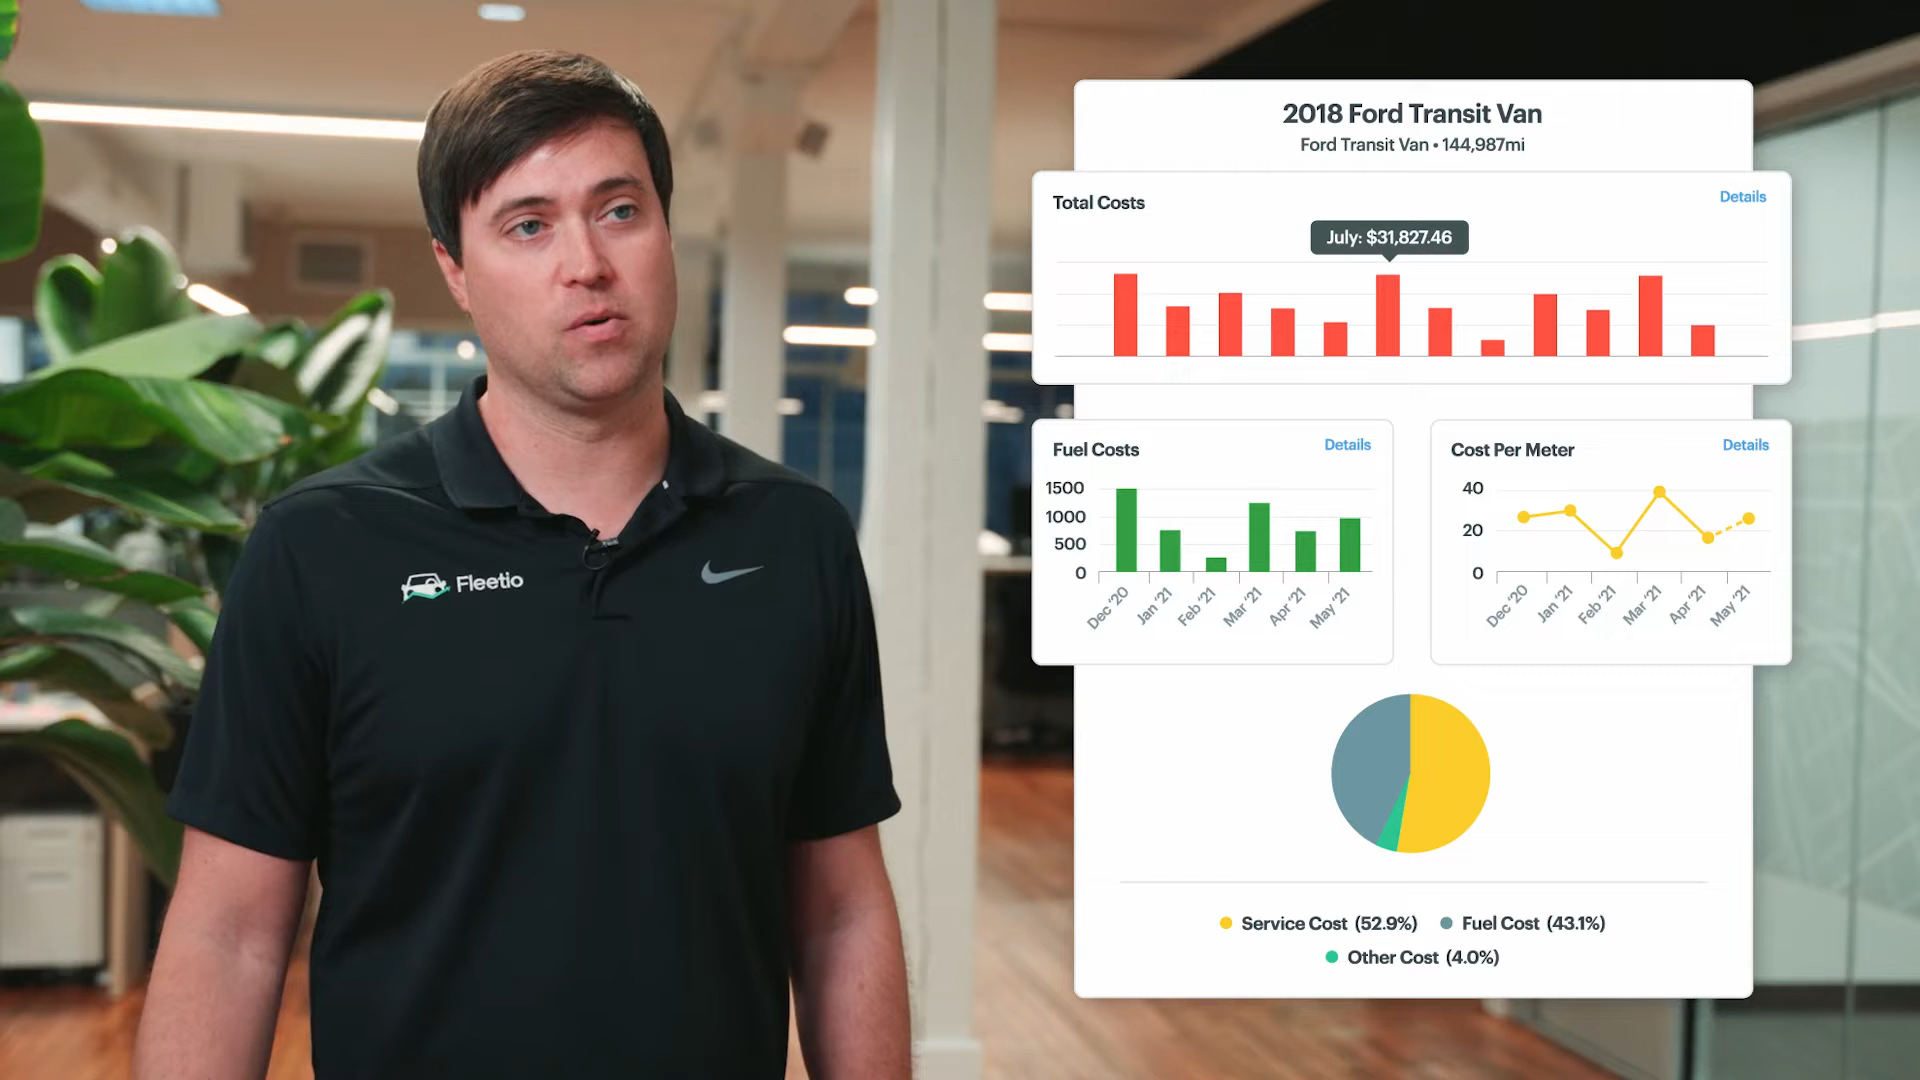 2018 Ford Transit Van
Ford Transit Van • 144,987mi
Total Costs
Details
July: $31,827.46
Fuel Costs
Details
1500
1000
500
0
Dec '20
Jan '21
Feb '21
Mar '21
Apr '21
May '21
Cost Per Meter
Details
40
20
0
Dec '20
Jan '21
Feb '21
Mar '21
Apr '21
May '21
Service Cost (52.9%)
Fuel Cost (43.1%)
Other Cost (4.0%)
Fleetio